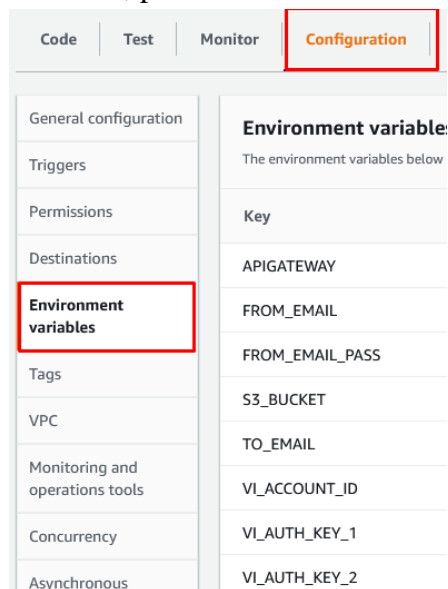 Code Test Monitor Configuration
General configuration
Triggers
Permissions
Destinations
Environment
variables
Tags
VPC
Monitoring and
operations tools
Concurrency
Asynchronous
Environment variables
The environment variables below
Key
APIGATEWAY
FROM_EMAIL
FROM_EMAIL_PASS
S3_BUCKET
TO_EMAIL
VI_ACCOUNT_ID
VI_AUTH_KEY_1
VI_AUTH_KEY_2